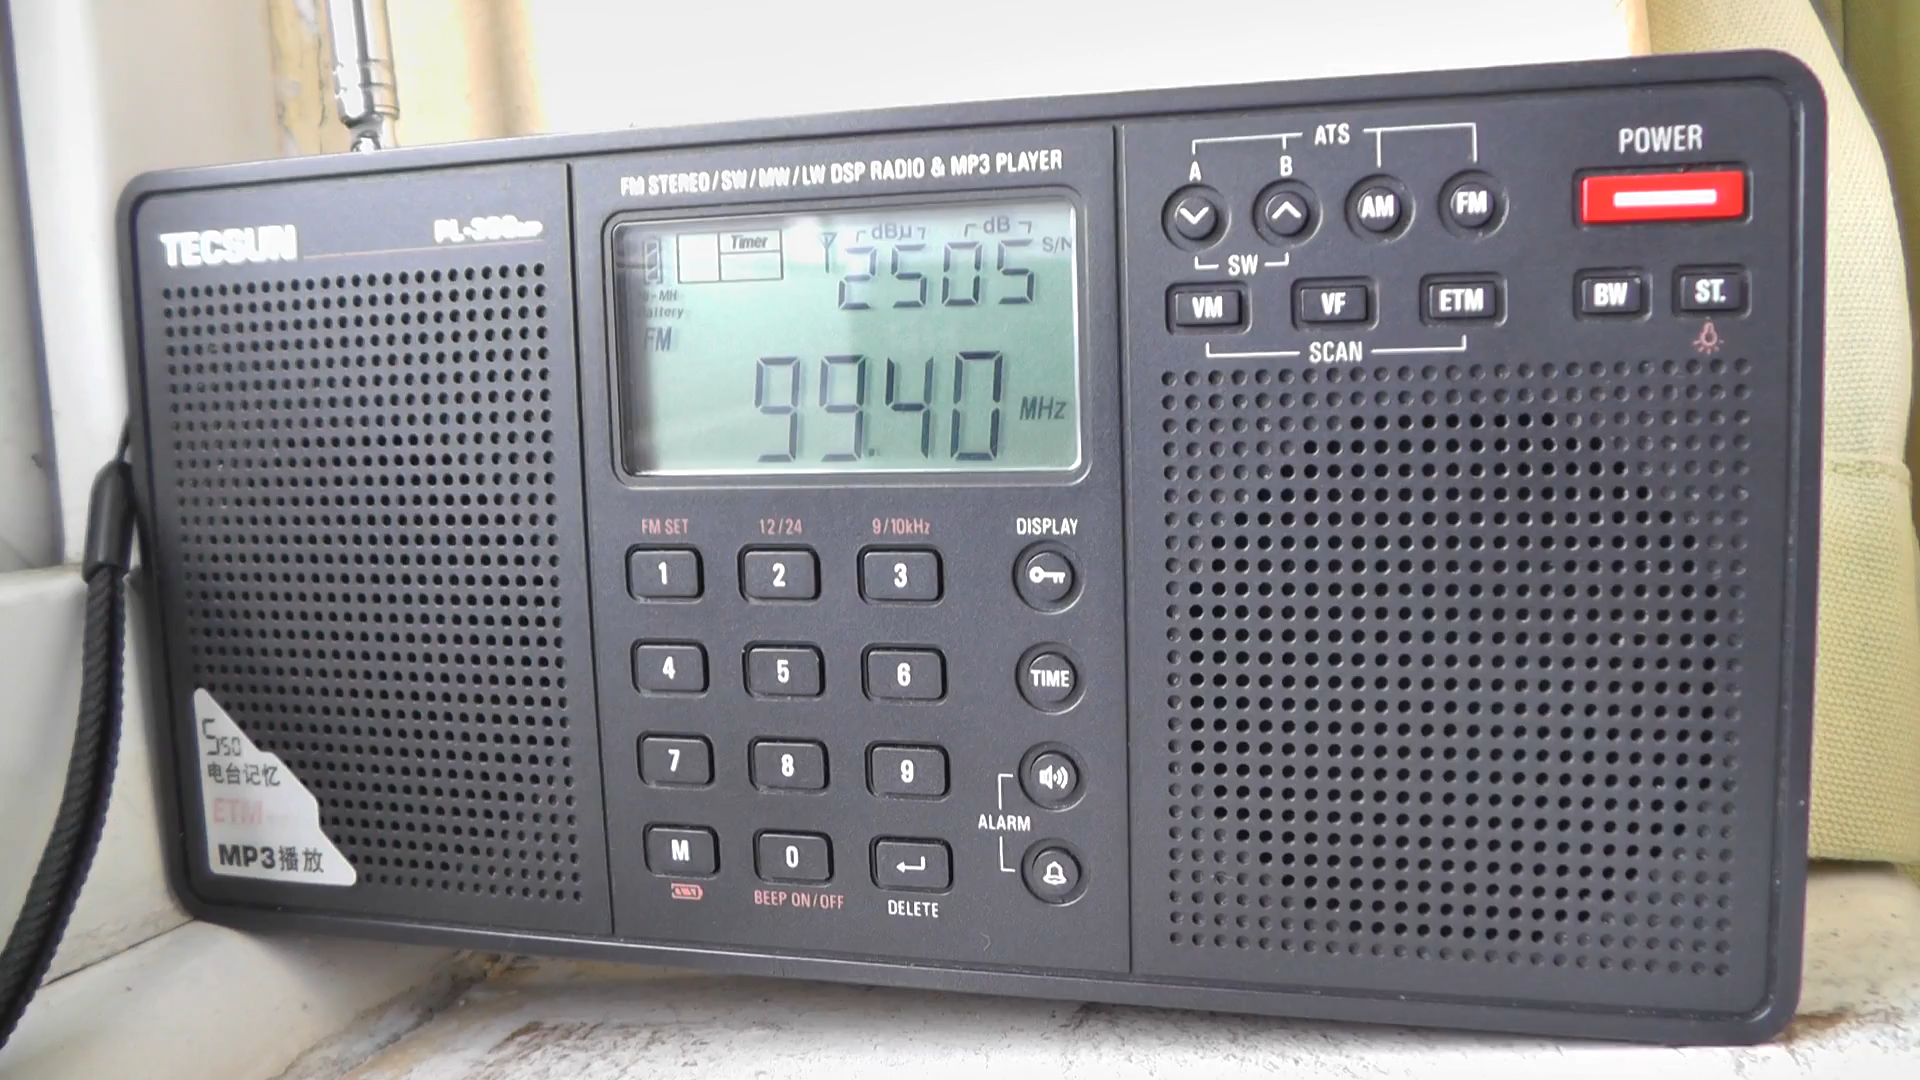 FM STEREO/SW/MW/LW DSP RADIO & MP3 PLAYER
TECSUN
Timer
dBμ
dB
2505
S/N
FM
99.40
MHz
ATS
A
B
AM
FM
POWER
SW
VM
VF
ETM
BW
ST.
SCAN
FM SET
12/24
9/10kHz
DISPLAY
1
2
3
4
5
6
TIME
7
8
9
ALARM
M
0
BEEP ON/OFF
DELETE
电台记忆
ETM
MP3播放